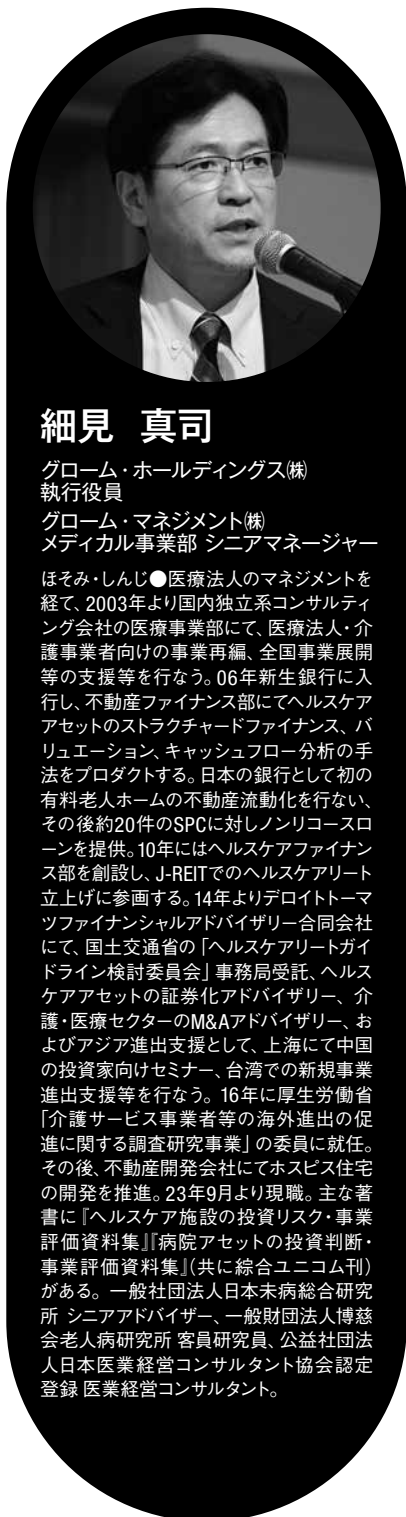 細見 真司
グローム・ホールディングス㈱
執行役員
グローム・マネジメント㈱
メディカル事業部 シニアマネージャー
ほそみ・しんじ●医療法人のマネジメントを
経て、2003年より国内独立系コンサルティ
ング会社の医療事業部にて、医療法人・介
護事業者向けの事業再編、全国事業展開
等の支援等を行なう。06年新生銀行に入
行し、不動産ファイナンス部にてヘルスケア
アセットのストラクチャードファイナンス、バ
リュエーション、キャッシュフロー分析の手
法をプロダクトする。日本の銀行として初の
有料老人ホームの不動産流動化を行ない、
その後約20件のSPCに対しノンリコースロ
ーンを提供。10年にはヘルスケアファイナン
ス部を創設し、J-REITでのヘルスケアリート
立上げに参画する。14年よりデロイトトーマ
ツファイナンシャルアドバイザリー合同会社
にて、国土交通省の「ヘルスケアリートガイ
ドライン検討委員会」事務局受託、ヘルス
ケアアセットの証券化アドバイザリー、介
護・医療セクターのM&Aアドバイザリー、お
よびアジア進出支援として、上海にて中国
の投資家向けセミナー、台湾での新規事業
進出支援等を行なう。16年に厚生労働省
「介護サービス事業者等の海外進出の促
進に関する調査研究事業」の委員に就任。
その後、不動産開発会社にてホスピス住宅
の開発を推進。23年9月より現職。主な著
書に『ヘルスケア施設の投資リスク・事業
評価資料集』『病院アセットの投資判断・
事業評価資料集』(共に綜合ユニコム刊)
がある。一般社団法人日本未病総合研究
所 シニアアドバイザー、一般財団法人博慈
会老人病研究所 客員研究員、公益社団法
人日本医業経営コンサルタント協会認定
登録 医業経営コンサルタント。